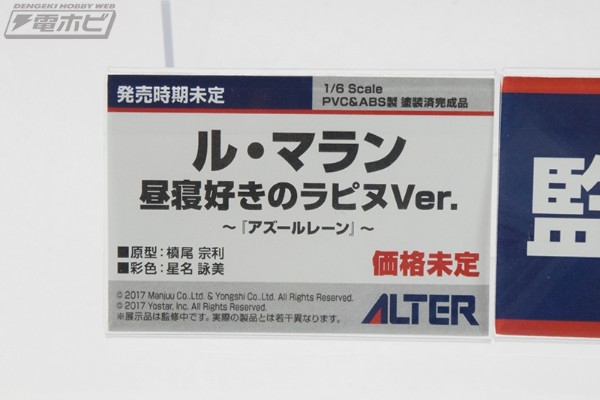 DENGEKI HOBBY WEB
電ホビ
発売時期未定
1/6 Scale
PVC&ABS製 塗装済完成品
ル・マラン
昼寝好きのラピヌVer.
～『アズールレーン』～
■原型：槙尾 宗利
■彩色：星名 詠美
価格未定
© 2017 Manjuu Co.,Ltd. & Yongshi Co.,Ltd. All Rights Reserved.
© 2017 Yostar, Inc. All Rights Reserved.
※展示品は監修中です。実際の製品とは若干異なります。
ALTER
監